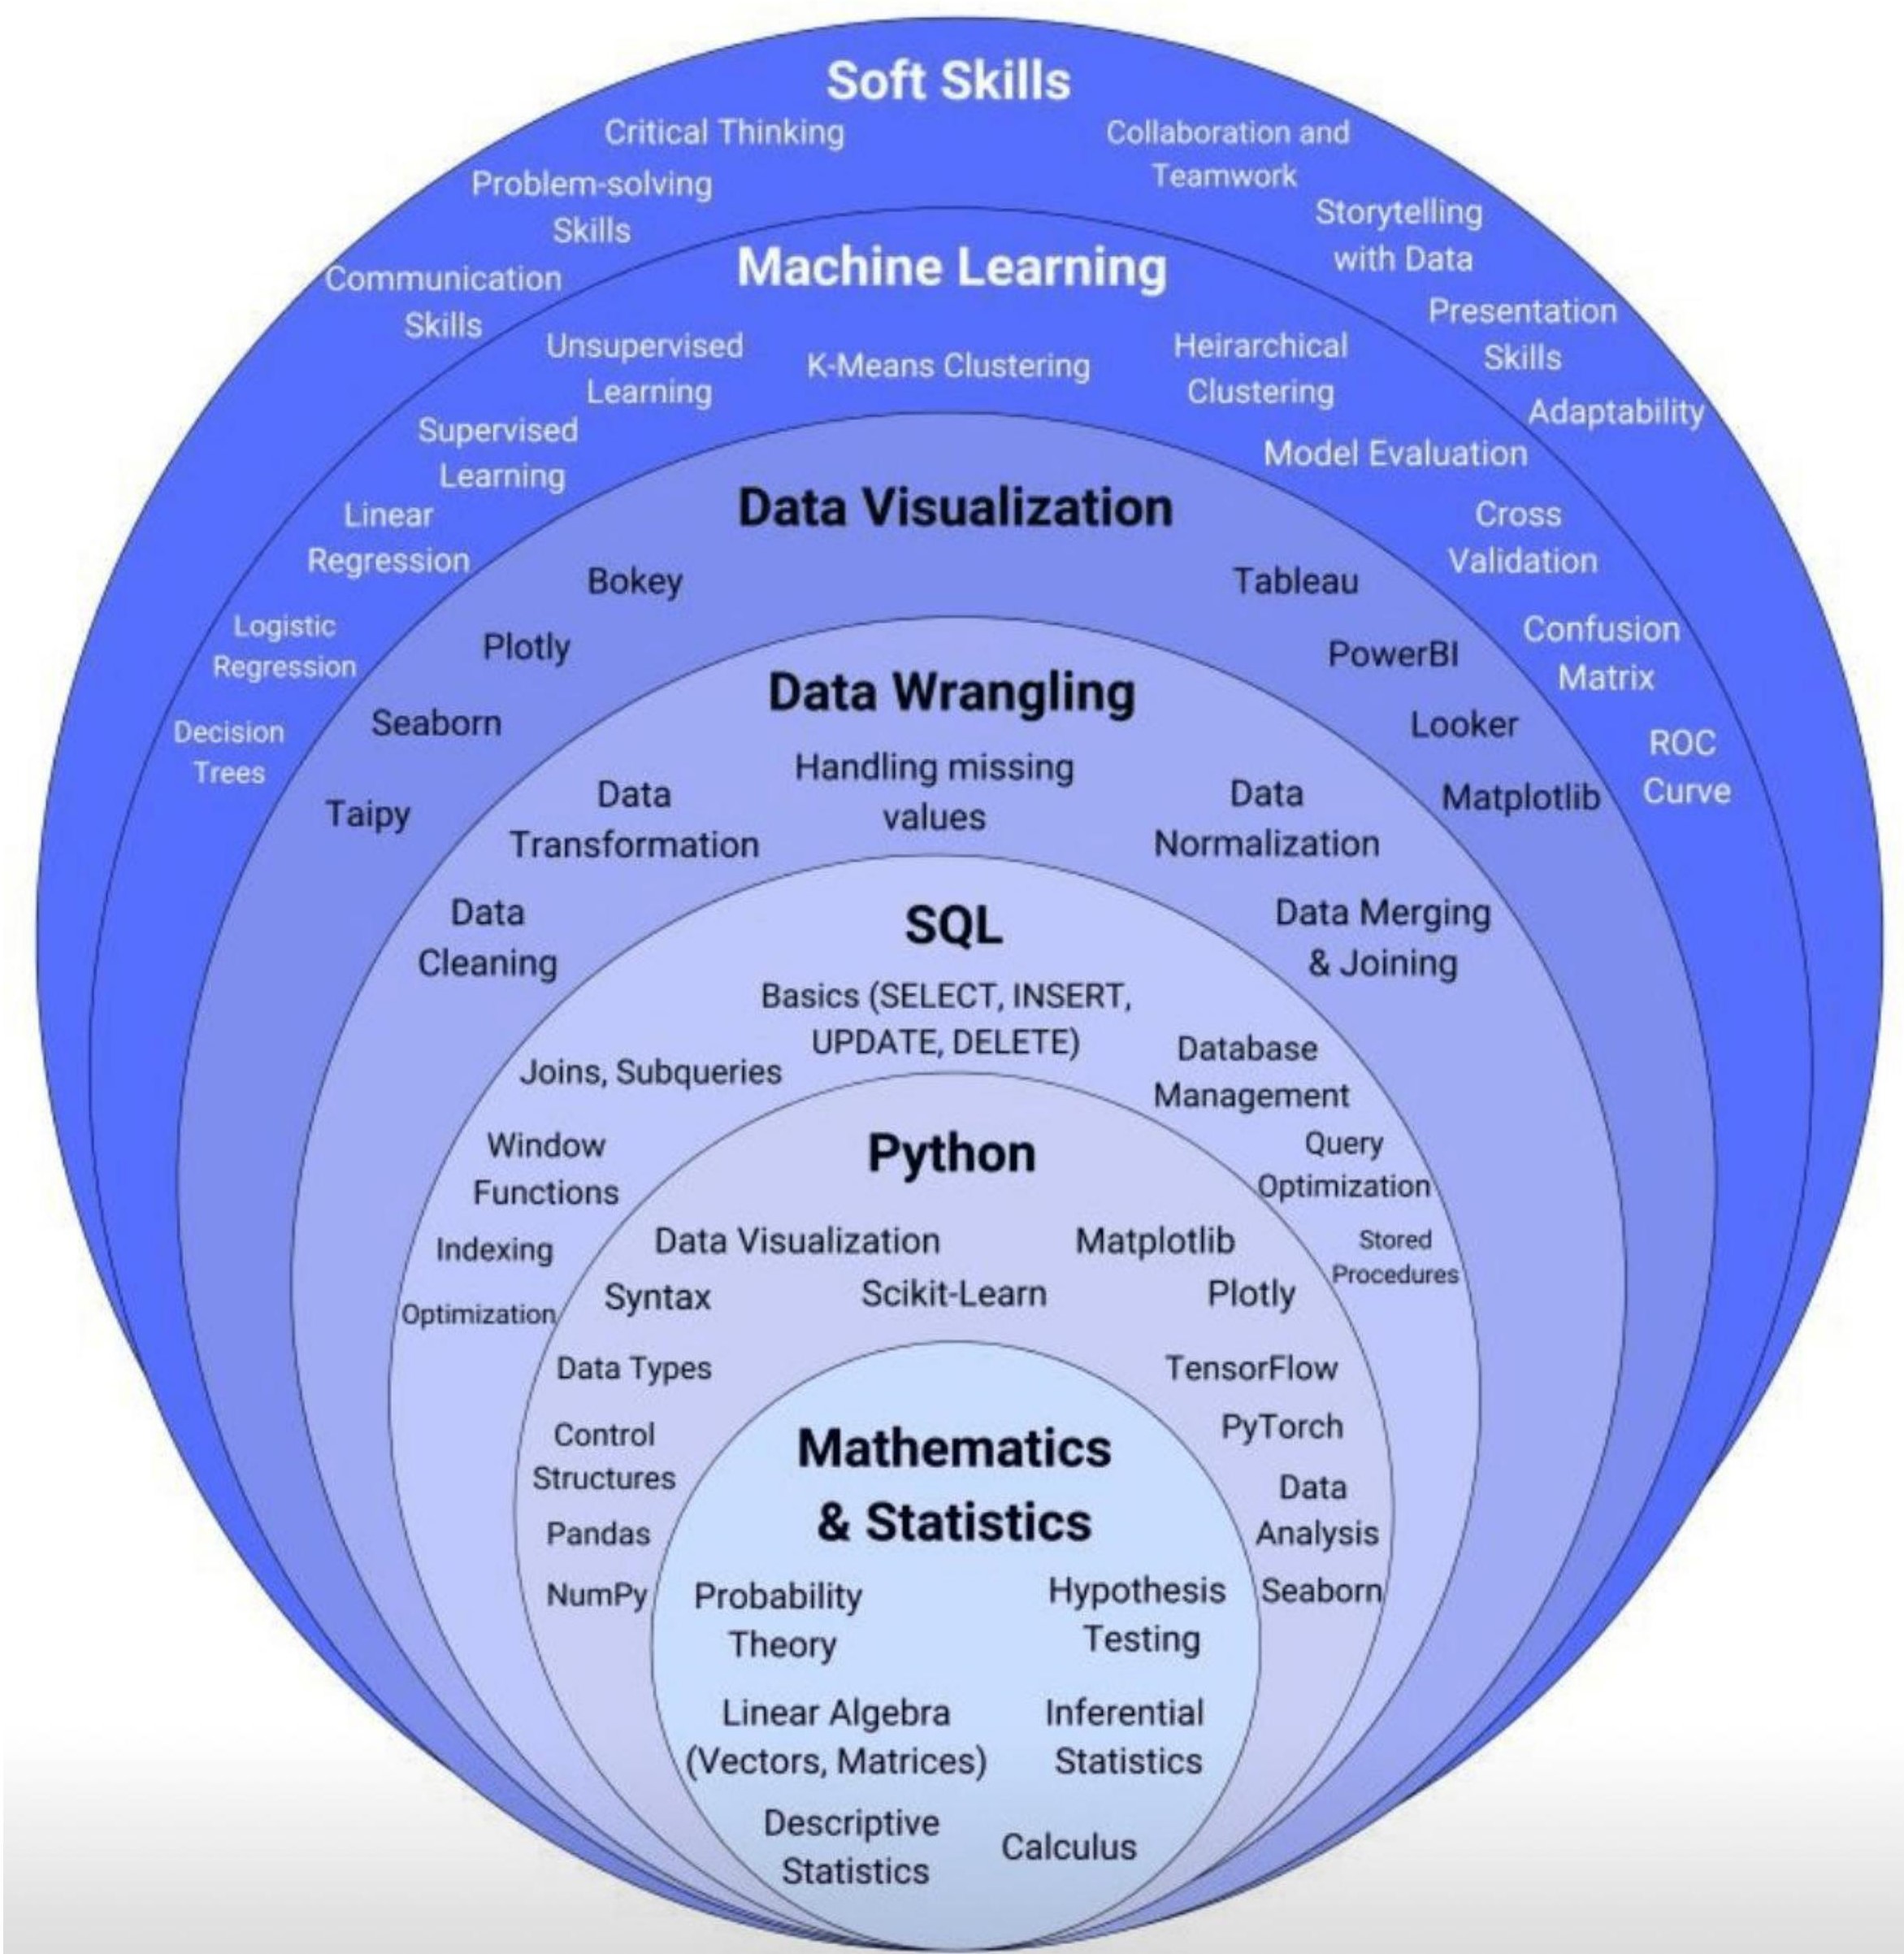 Soft Skills
Critical Thinking
Collaboration and
Teamwork
Problem-solving
Skills
Storytelling
with Data
Communication
Skills
Presentation
Skills
Adaptability
Machine Learning
Unsupervised
Learning
K-Means Clustering
Heirarchical
Clustering
Supervised
Learning
Model Evaluation
Linear
Regression
Cross
Validation
Logistic
Regression
Confusion
Matrix
Decision
Trees
ROC
Curve
Data Visualization
Bokey
Tableau
Plotly
PowerBI
Seaborn
Looker
Taipy
Matplotlib
Data Wrangling
Handling missing
values
Data
Transformation
Data
Normalization
Data
Cleaning
Data Merging
& Joining
SQL
Basics (SELECT, INSERT,
UPDATE, DELETE)
Joins, Subqueries
Database
Management
Window
Functions
Query
Optimization
Indexing
Stored
Procedures
Optimization
Python
Data Visualization
Matplotlib
Syntax
Scikit-Learn
Plotly
Data Types
TensorFlow
Control
Structures
PyTorch
Pandas
Data
Analysis
NumPy
Seaborn
Mathematics
& Statistics
Probability
Theory
Hypothesis
Testing
Linear Algebra
(Vectors, Matrices)
Inferential
Statistics
Descriptive
Statistics
Calculus